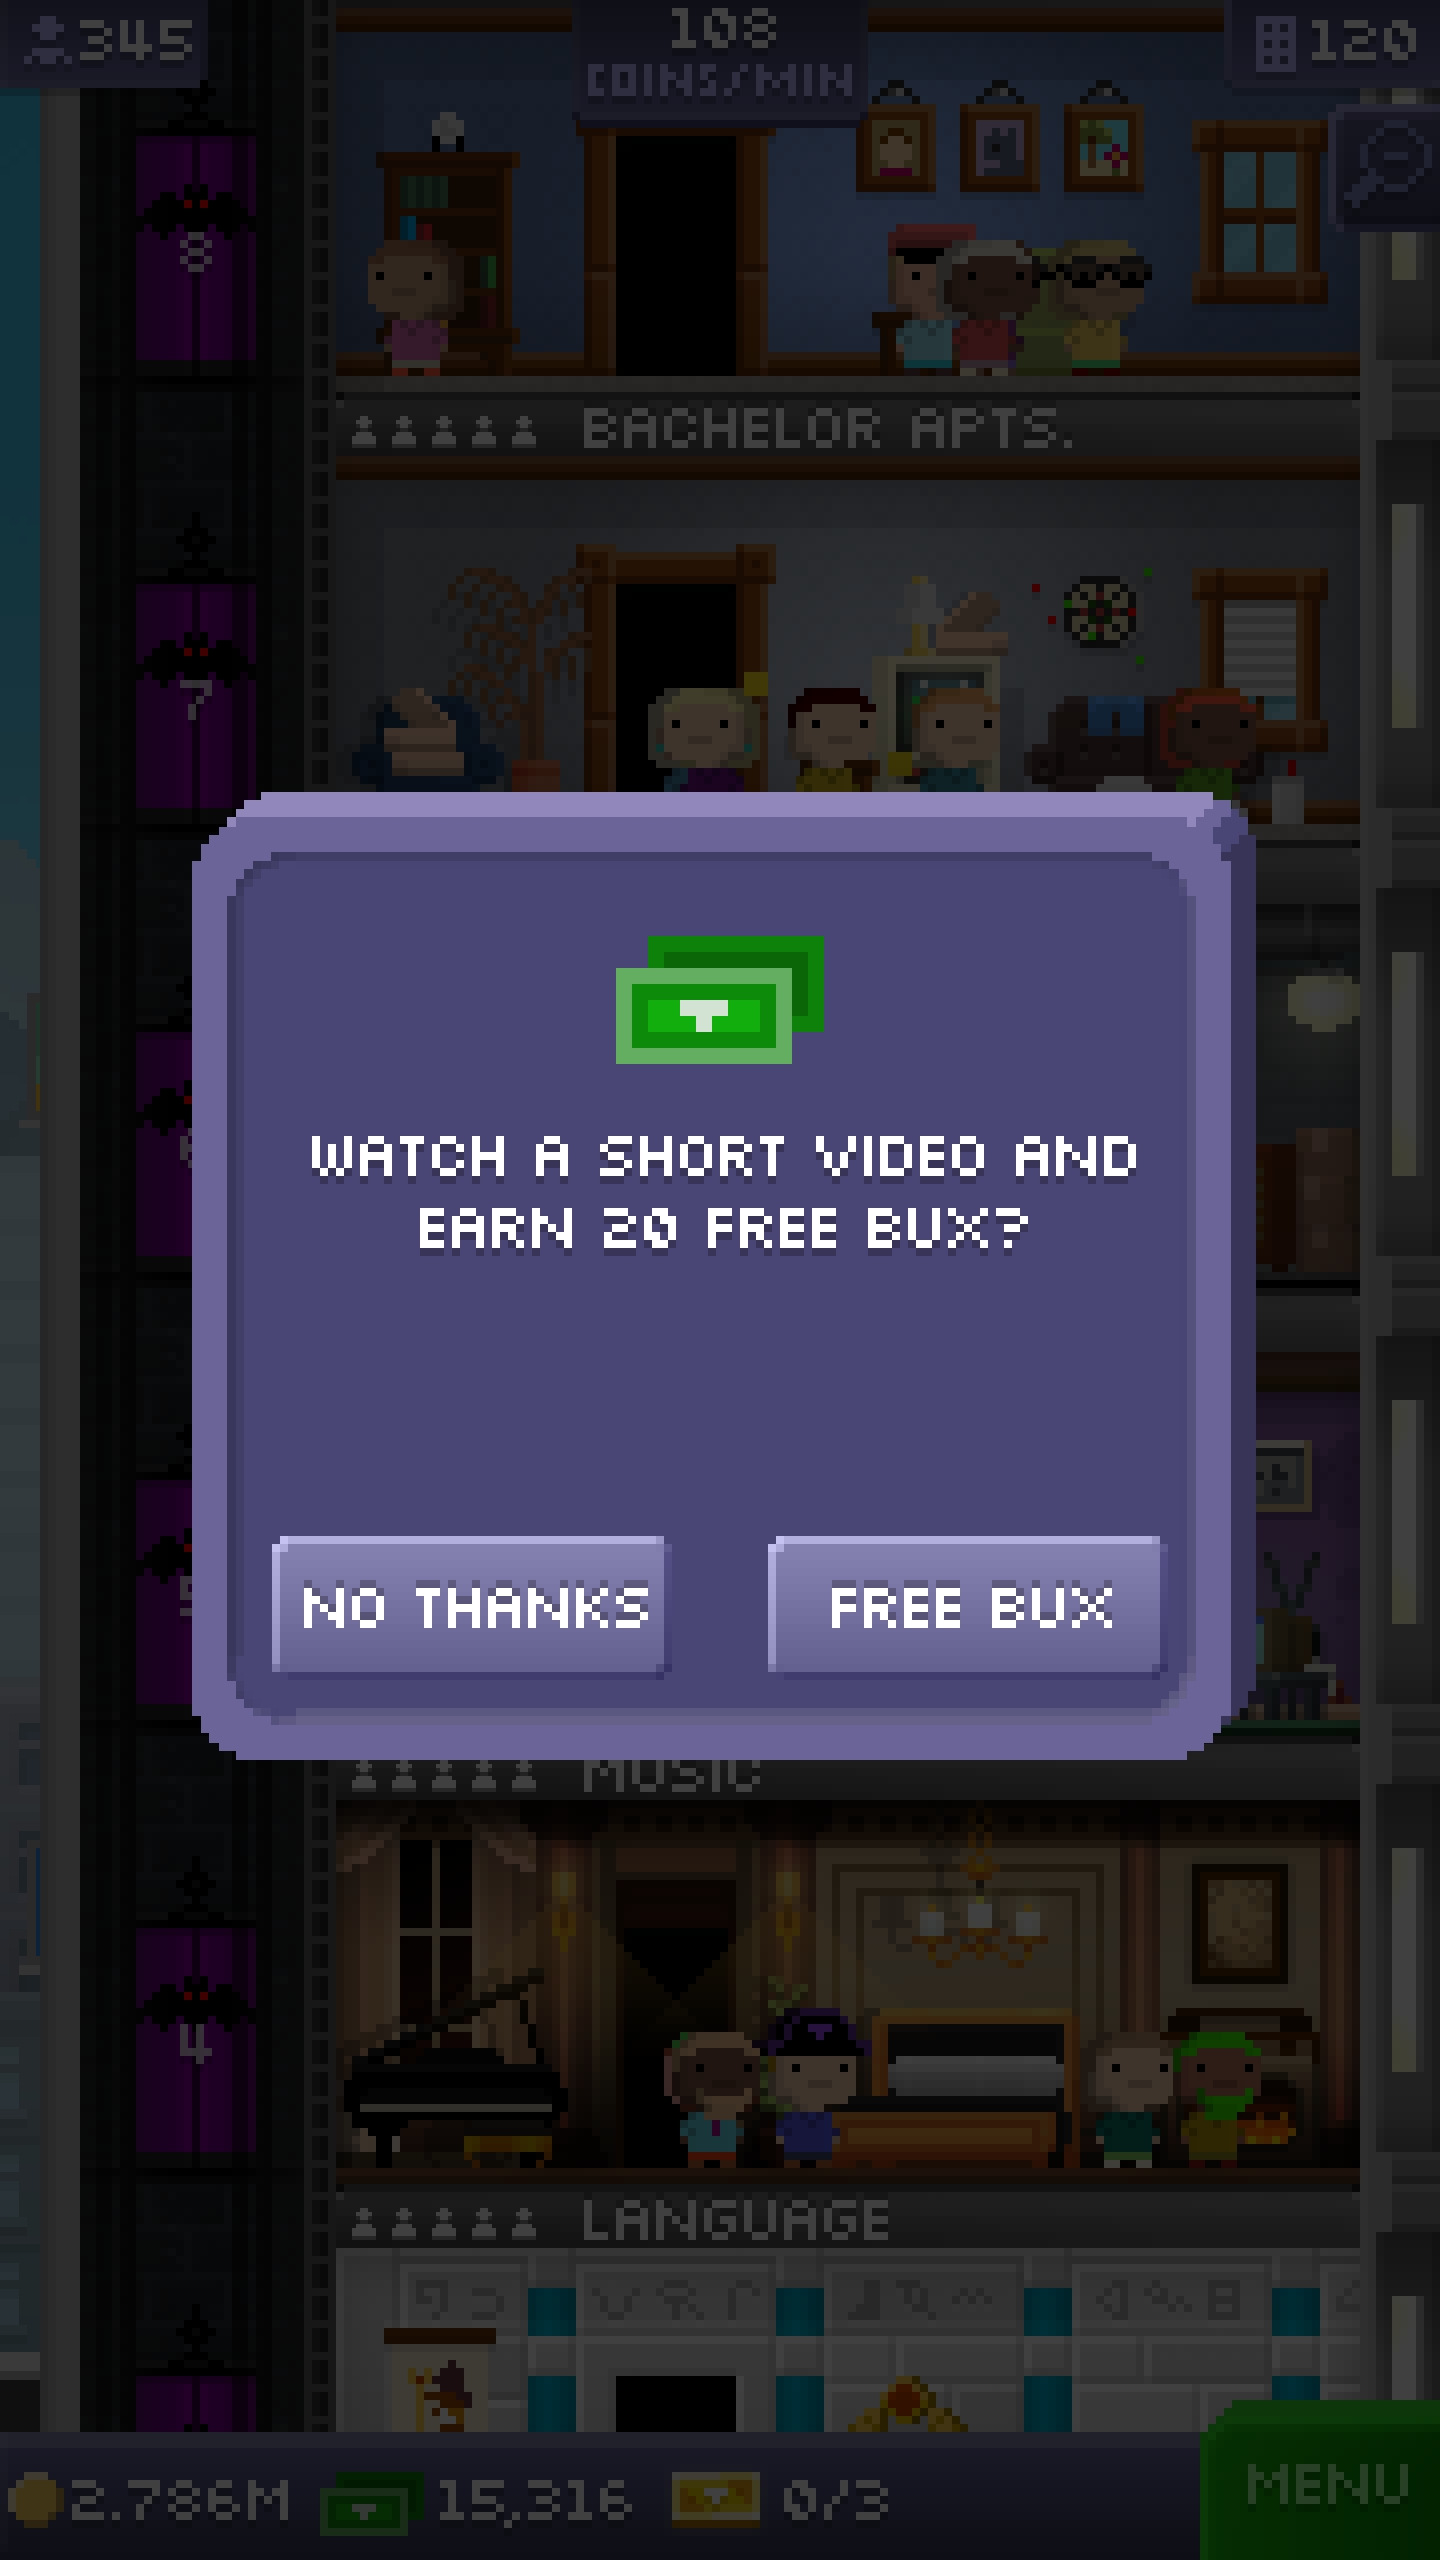 345
108
COINS/MIN
120
8
BACHELOR APTS.
7
WATCH A SHORT VIDEO AND
EARN 20 FREE BUX?
NO THANKS
FREE BUX
MUSIC
4
LANGUAGE
2.786M
15,316
0/3
MENU